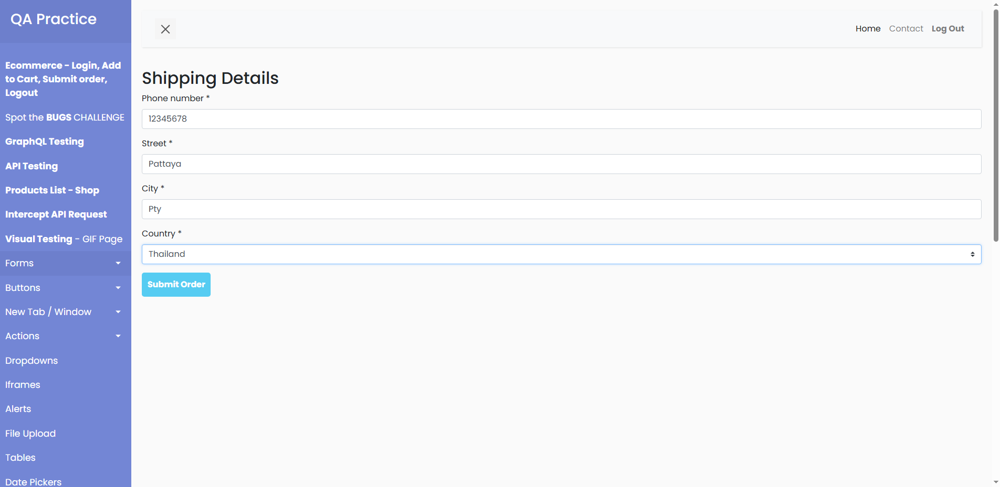 QA Practice
Ecommerce - Login, Add
to Cart, Submit order,
Logout
Spot the BUGS CHALLENGE
GraphQL Testing
API Testing
Products List - Shop
Intercept API Request
Visual Testing - GIF Page
Forms
Buttons
New Tab / Window
Actions
Dropdowns
Iframes
Alerts
File Upload
Tables
Date Pickers
Home Contact Log Out
Shipping Details
Phone number *
12345678
Street *
Pattaya
City *
Pty
Country *
Thailand
Submit Order